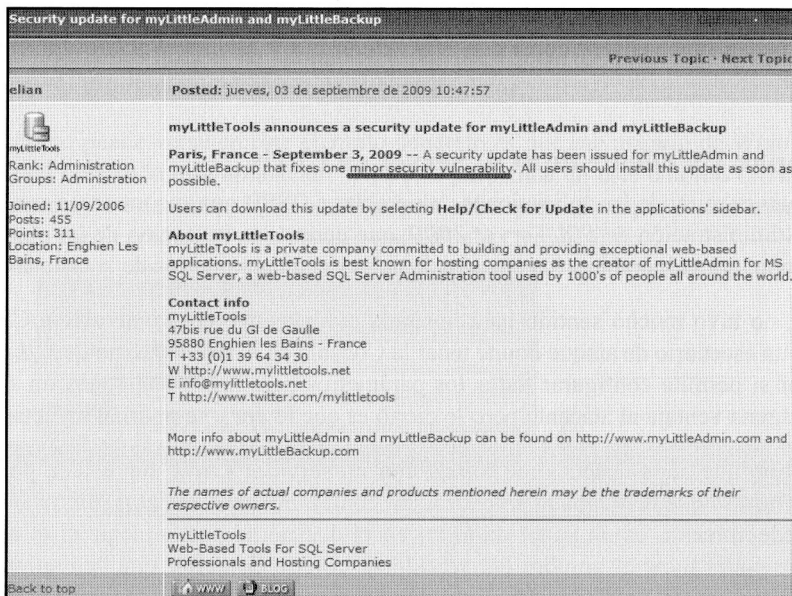 Security update for myLittleAdmin and myLittleBackup
Previous Topic · Next Topic
elian
Posted: jueves, 03 de septiembre de 2009 10:47:57
myLittleTools
Rank: Administration
Groups: Administration
Joined: 11/09/2006
Posts: 455
Points: 311
Location: Enghien Les
Bains, France
myLittleTools announces a security update for myLittleAdmin and myLittleBackup
Paris, France - September 3, 2009 -- A security update has been issued for myLittleAdmin and
myLittleBackup that fixes one minor security vulnerability. All users should install this update as soon as
possible.
Users can download this update by selecting Help/Check for Update in the applications' sidebar.
About myLittleTools
myLittleTools is a private company committed to building and providing exceptional web-based
applications. myLittleTools is best known for hosting companies as the creator of myLittleAdmin for MS
SQL Server, a web-based SQL Server Administration tool used by 1000's of people all around the world.
Contact info
myLittleTools
47bis rue du Gl de Gaulle
95880 Enghien les Bains - France
T +33 (0)1 39 64 34 30
W http://www.mylittletools.net
E info@mylittletools.net
T http://www.twitter.com/mylittletools
More info about myLittleAdmin and myLittleBackup can be found on http://www.myLittleAdmin.com and
http://www.myLittleBackup.com
The names of actual companies and products mentioned herein may be the trademarks of their
respective owners.
myLittleTools
Web-Based Tools For SQL Server
Professionals and Hosting Companies
Back to top
WWW
BLOG